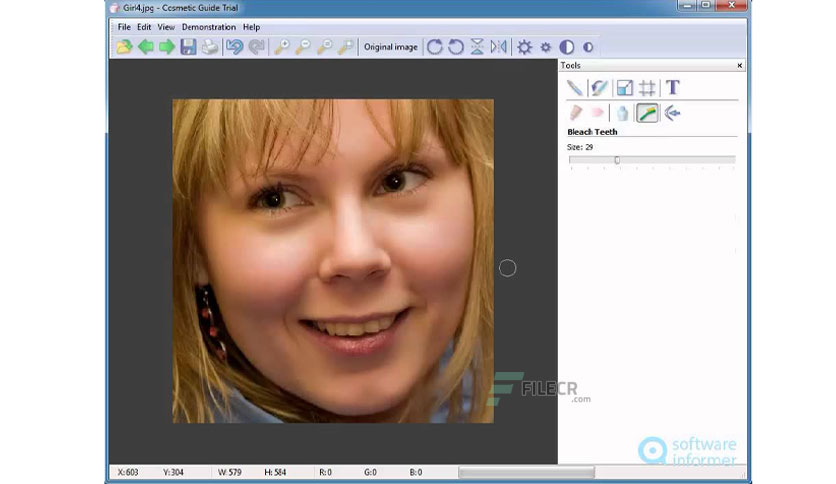 Girl4.jpg - Cosmetic Guide Trial
File Edit View Demonstration Help
Original image
Tools
T
Bleach Teeth
Size: 29
FILECR
.com
software
informer
X:603 Y:304 W:579 H:584 R:0 G:0 B:0